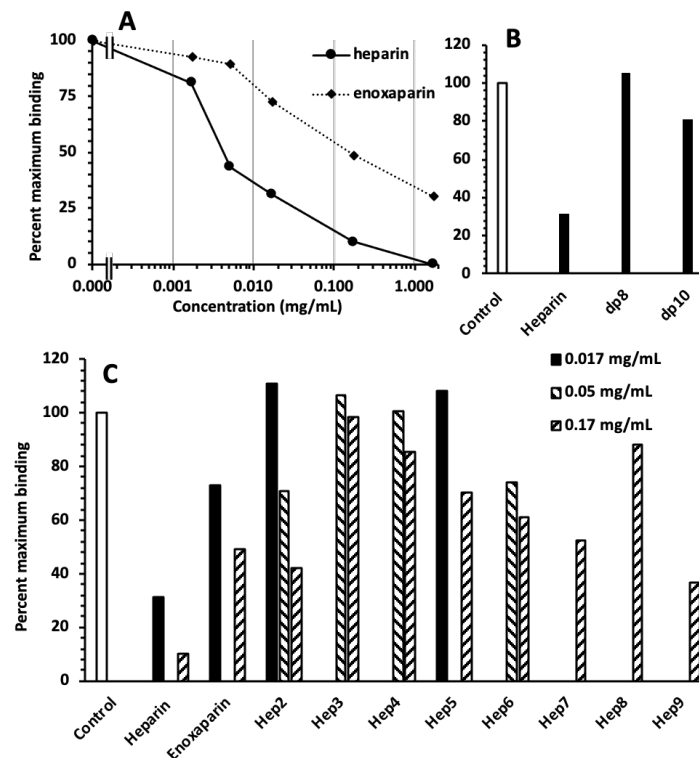 A
100
75
50
25
0
Percent maximum binding
0.000
0.001
0.010
0.100
1.000
Concentration (mg/mL)
heparin
enoxaparin
B
120
100
80
60
40
20
0
Percent maximum binding
Control
Heparin
dp8
dp10
C
120
100
80
60
40
20
0
Percent maximum binding
0.017 mg/mL
0.05 mg/mL
0.17 mg/mL
Control
Heparin
Enoxaparin
Hep2
Hep3
Hep4
Hep5
Hep6
Hep7
Hep8
Hep9